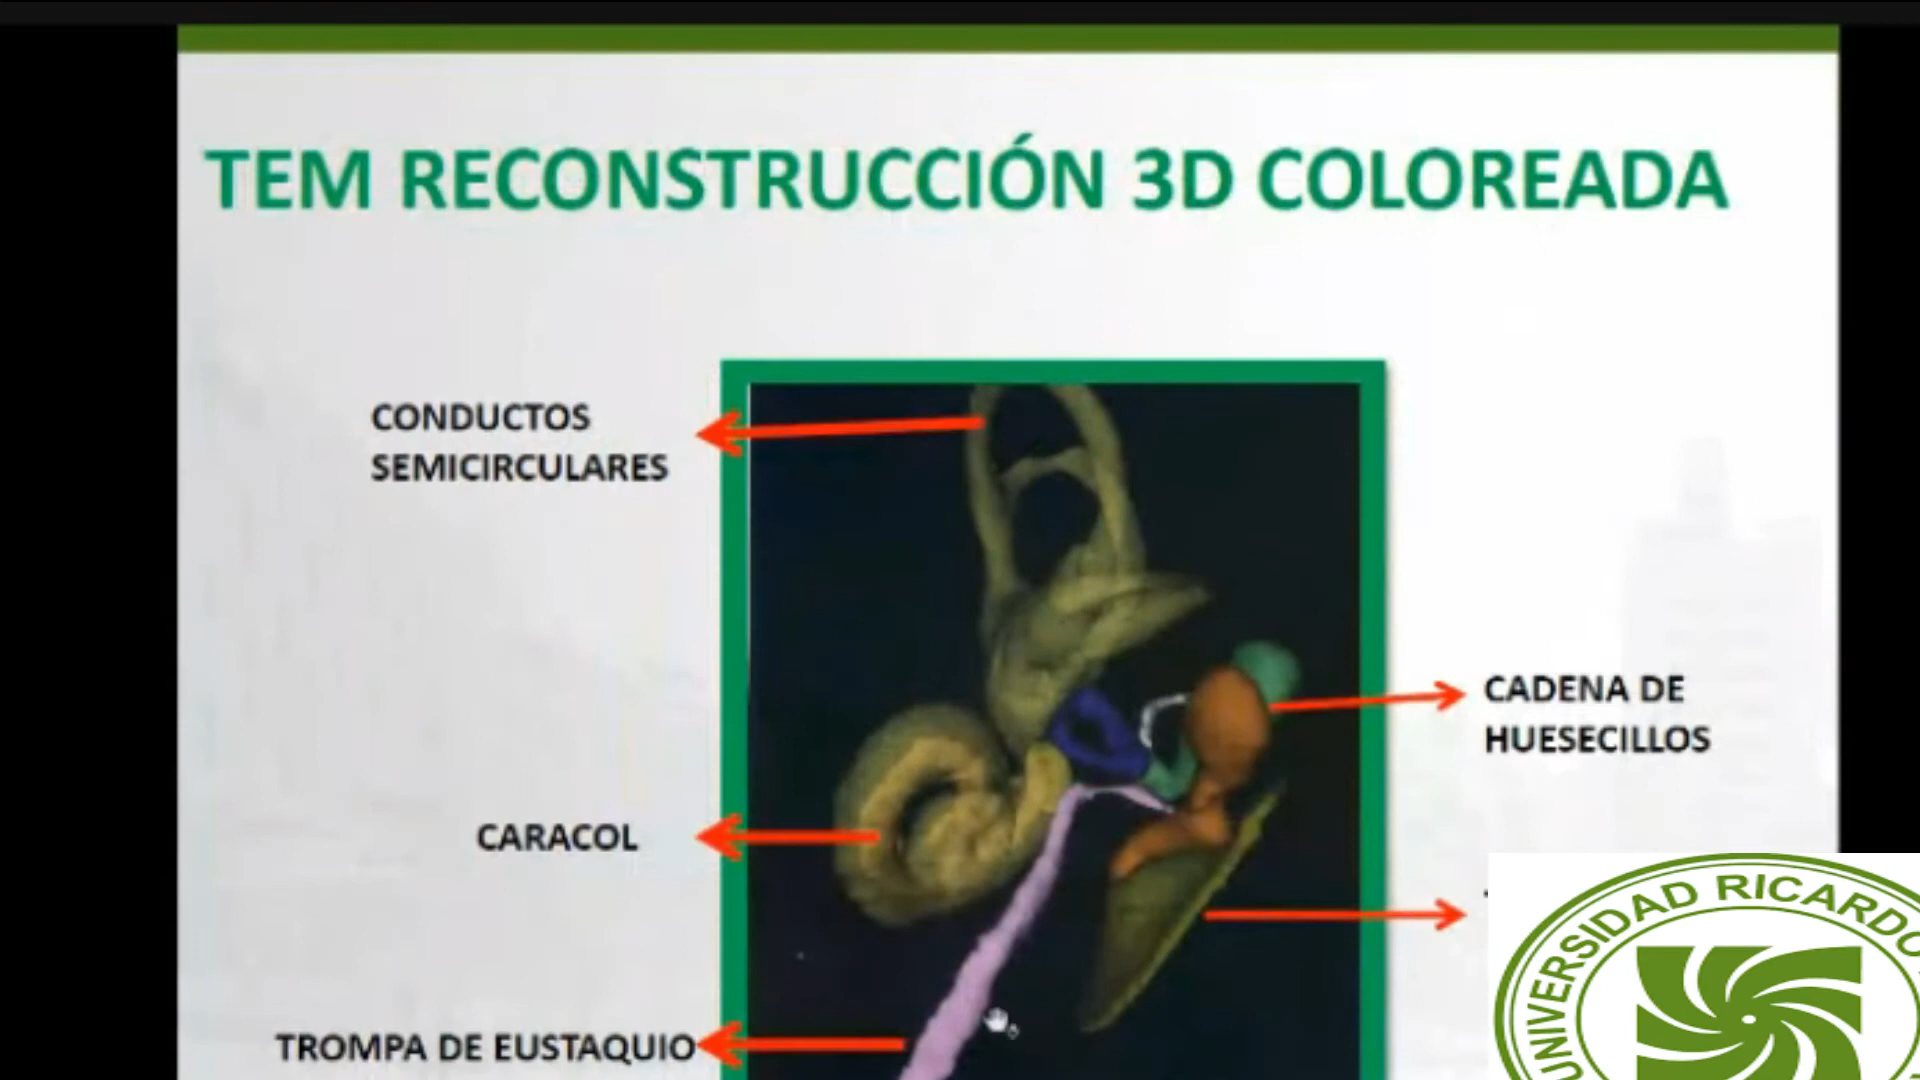 TEM RECONSTRUCCIÓN 3D COLOREADA
CONDUCTOS
SEMICIRCULARES
CADENA DE
HUESECILLOS
CARACOL
TROMPA DE EUSTAQUIO
UNIVERSIDAD RICARDO